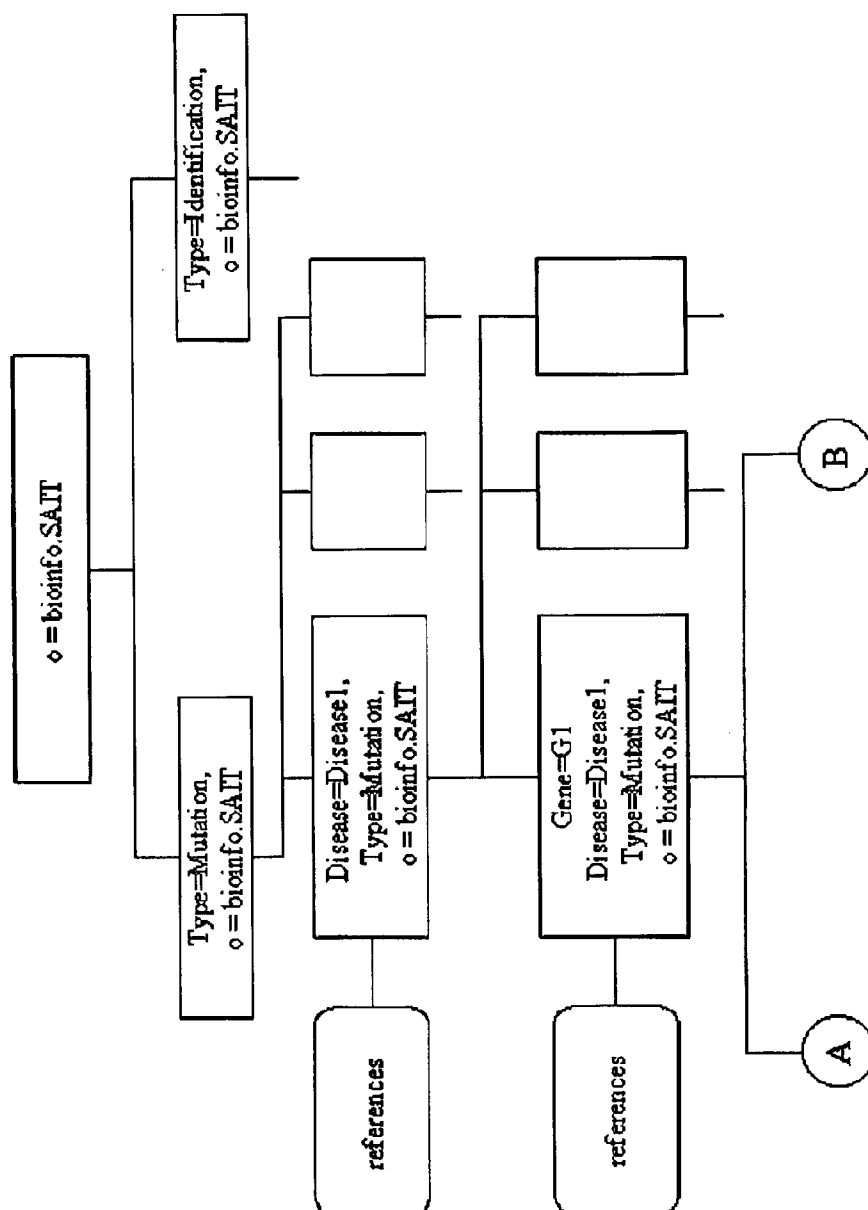 o=bioinfo.SAIT
Type=Mutation,
o=bioinfo.SAIT
Type=Identification,
o=bioinfo.SAIT
references
Disease=Disease1,
Type=Mutation,
o=bioinfo.SAIT
references
Gene=G1
Disease=Disease1,
Type=Mutation,
o=bioinfo.SAIT
A
B